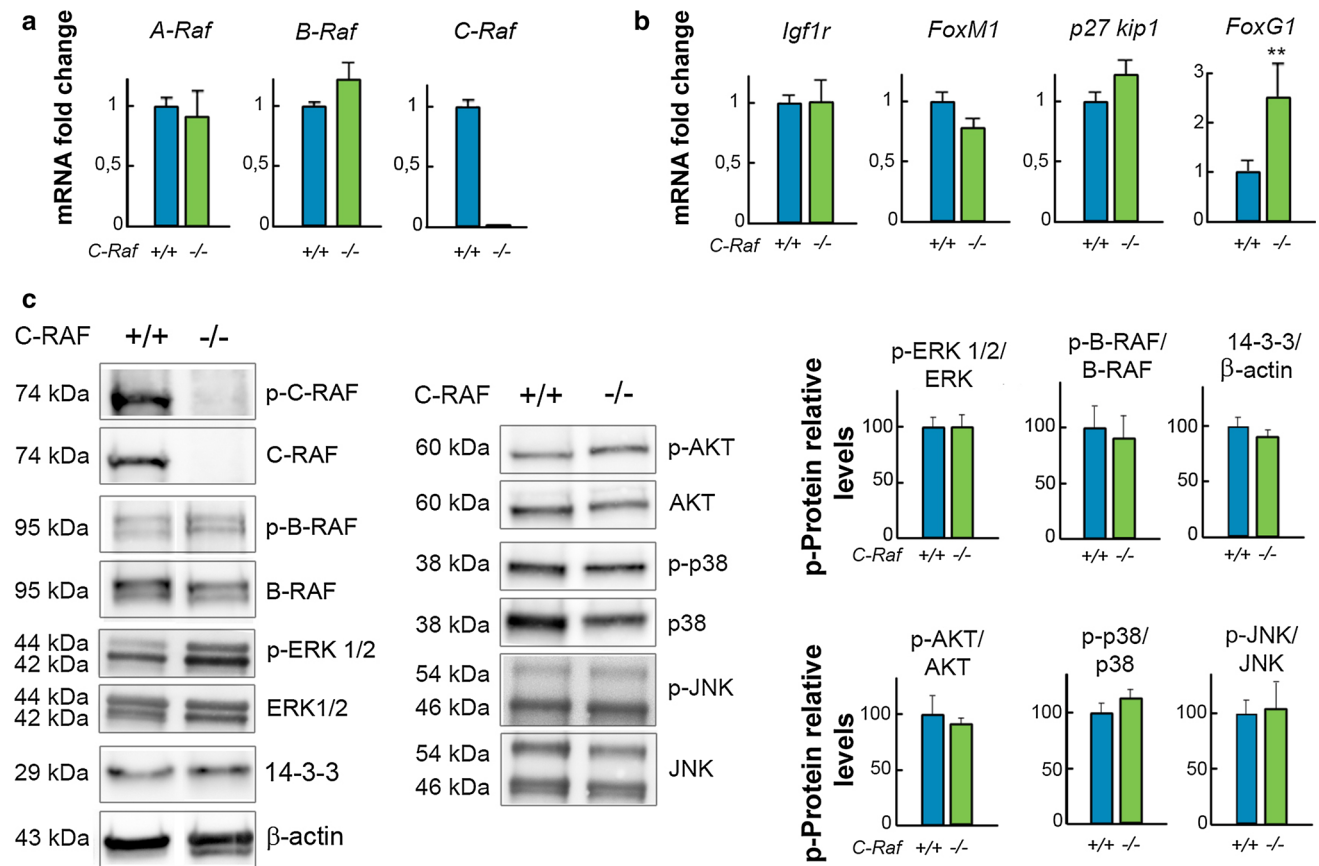 a
A-Raf
B-Raf
C-Raf
mRNA fold change
1
0,5
0
1
0,5
0
1
0,5
0
C-Raf +/+ -/- +/+ -/- +/+ -/-
b
Igf1r
FoxM1
p27 kip1
FoxG1
mRNA fold change
1
0,5
0
1
0,5
0
1
0,5
0
**
3
2
1
0
C-Raf +/+ -/- +/+ -/- +/+ -/- +/+ -/-
c
C-RAF +/+ -/-
74 kDa p-C-RAF
74 kDa C-RAF
95 kDa p-B-RAF
95 kDa B-RAF
44 kDa
42 kDa
p-ERK 1/2
44 kDa
42 kDa
ERK1/2
29 kDa 14-3-3
43 kDa β-actin
C-RAF +/+ -/-
60 kDa p-AKT
60 kDa AKT
38 kDa p-p38
38 kDa p38
54 kDa
46 kDa
p-JNK
54 kDa
46 kDa
JNK
p-Protein relative
levels
p-ERK 1/2/
ERK
100
50
0
p-B-RAF/
B-RAF
100
50
0
14-3-3/
β-actin
100
50
0
C-Raf +/+ -/- +/+ -/- +/+ -/-
p-Protein relative
levels
p-AKT/
AKT
100
50
0
p-p38/
p38
100
50
0
p-JNK/
JNK
100
50
0
C-Raf +/+ -/- +/+ -/- +/+ -/-